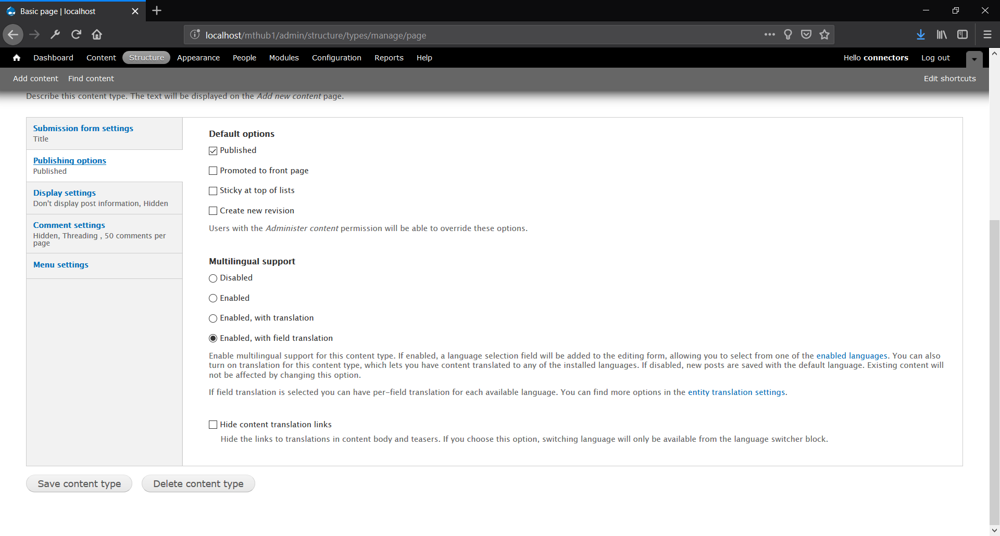 Basic page | localhost
localhost/mthub1/admin/structure/types/manage/page
Dashboard Content Structure Appearance People Modules Configuration Reports Help Hello connectors Log out
Add content Find content Edit shortcuts
Describe this content type. The text will be displayed on the Add new content page.
Submission form settings
Title
Publishing options
Published
Display settings
Don't display post information, Hidden
Comment settings
Hidden, Threading , 50 comments per
page
Menu settings
Default options
Published
Promoted to front page
Sticky at top of lists
Create new revision
Users with the Administer content permission will be able to override these options.
Multilingual support
Disabled
Enabled
Enabled, with translation
Enabled, with field translation
Enable multilingual support for this content type. If enabled, a language selection field will be added to the editing form, allowing you to select from one of the enabled languages. You can also
turn on translation for this content type, which lets you have content translated to any of the installed languages. If disabled, new posts are saved with the default language. Existing content will
not be affected by changing this option.
If field translation is selected you can have per-field translation for each available language. You can find more options in the entity translation settings.
Hide content translation links
Hide the links to translations in content body and teasers. If you choose this option, switching language will only be available from the language switcher block.
Save content type Delete content type